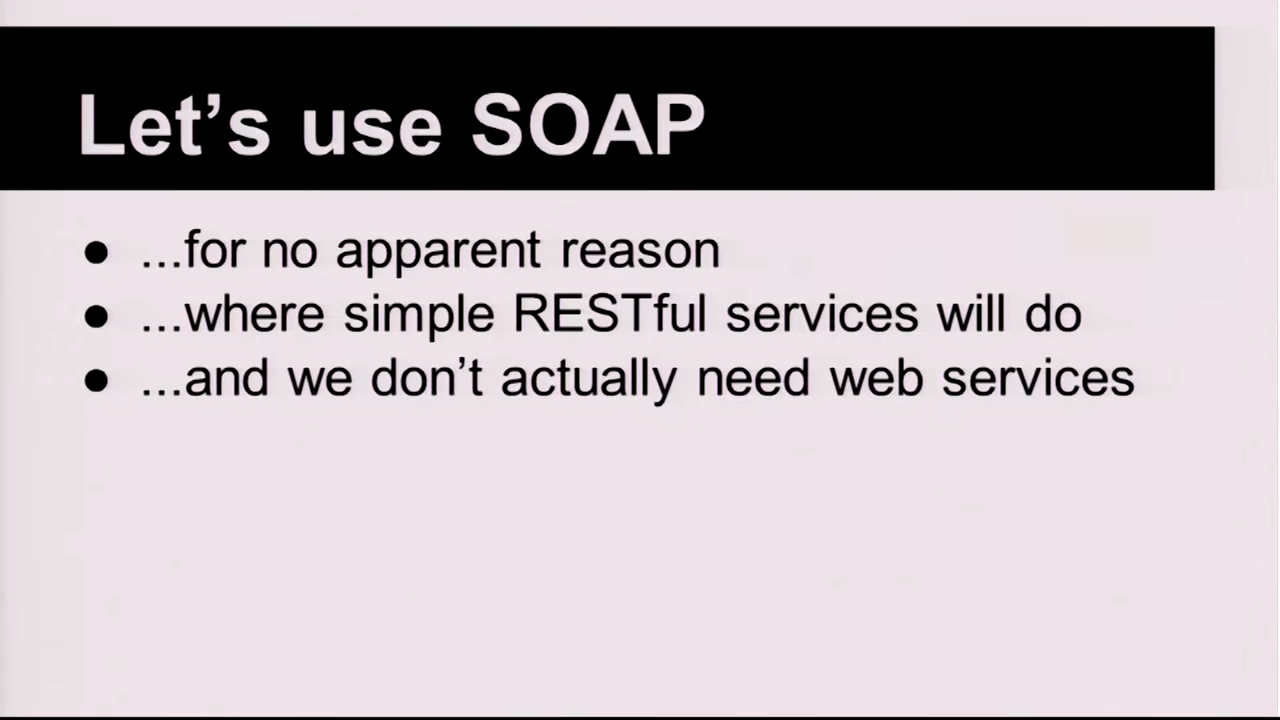 Let’s use SOAP
● ...for no apparent reason
● ...where simple RESTful services will do
● ...and we don’t actually need web services